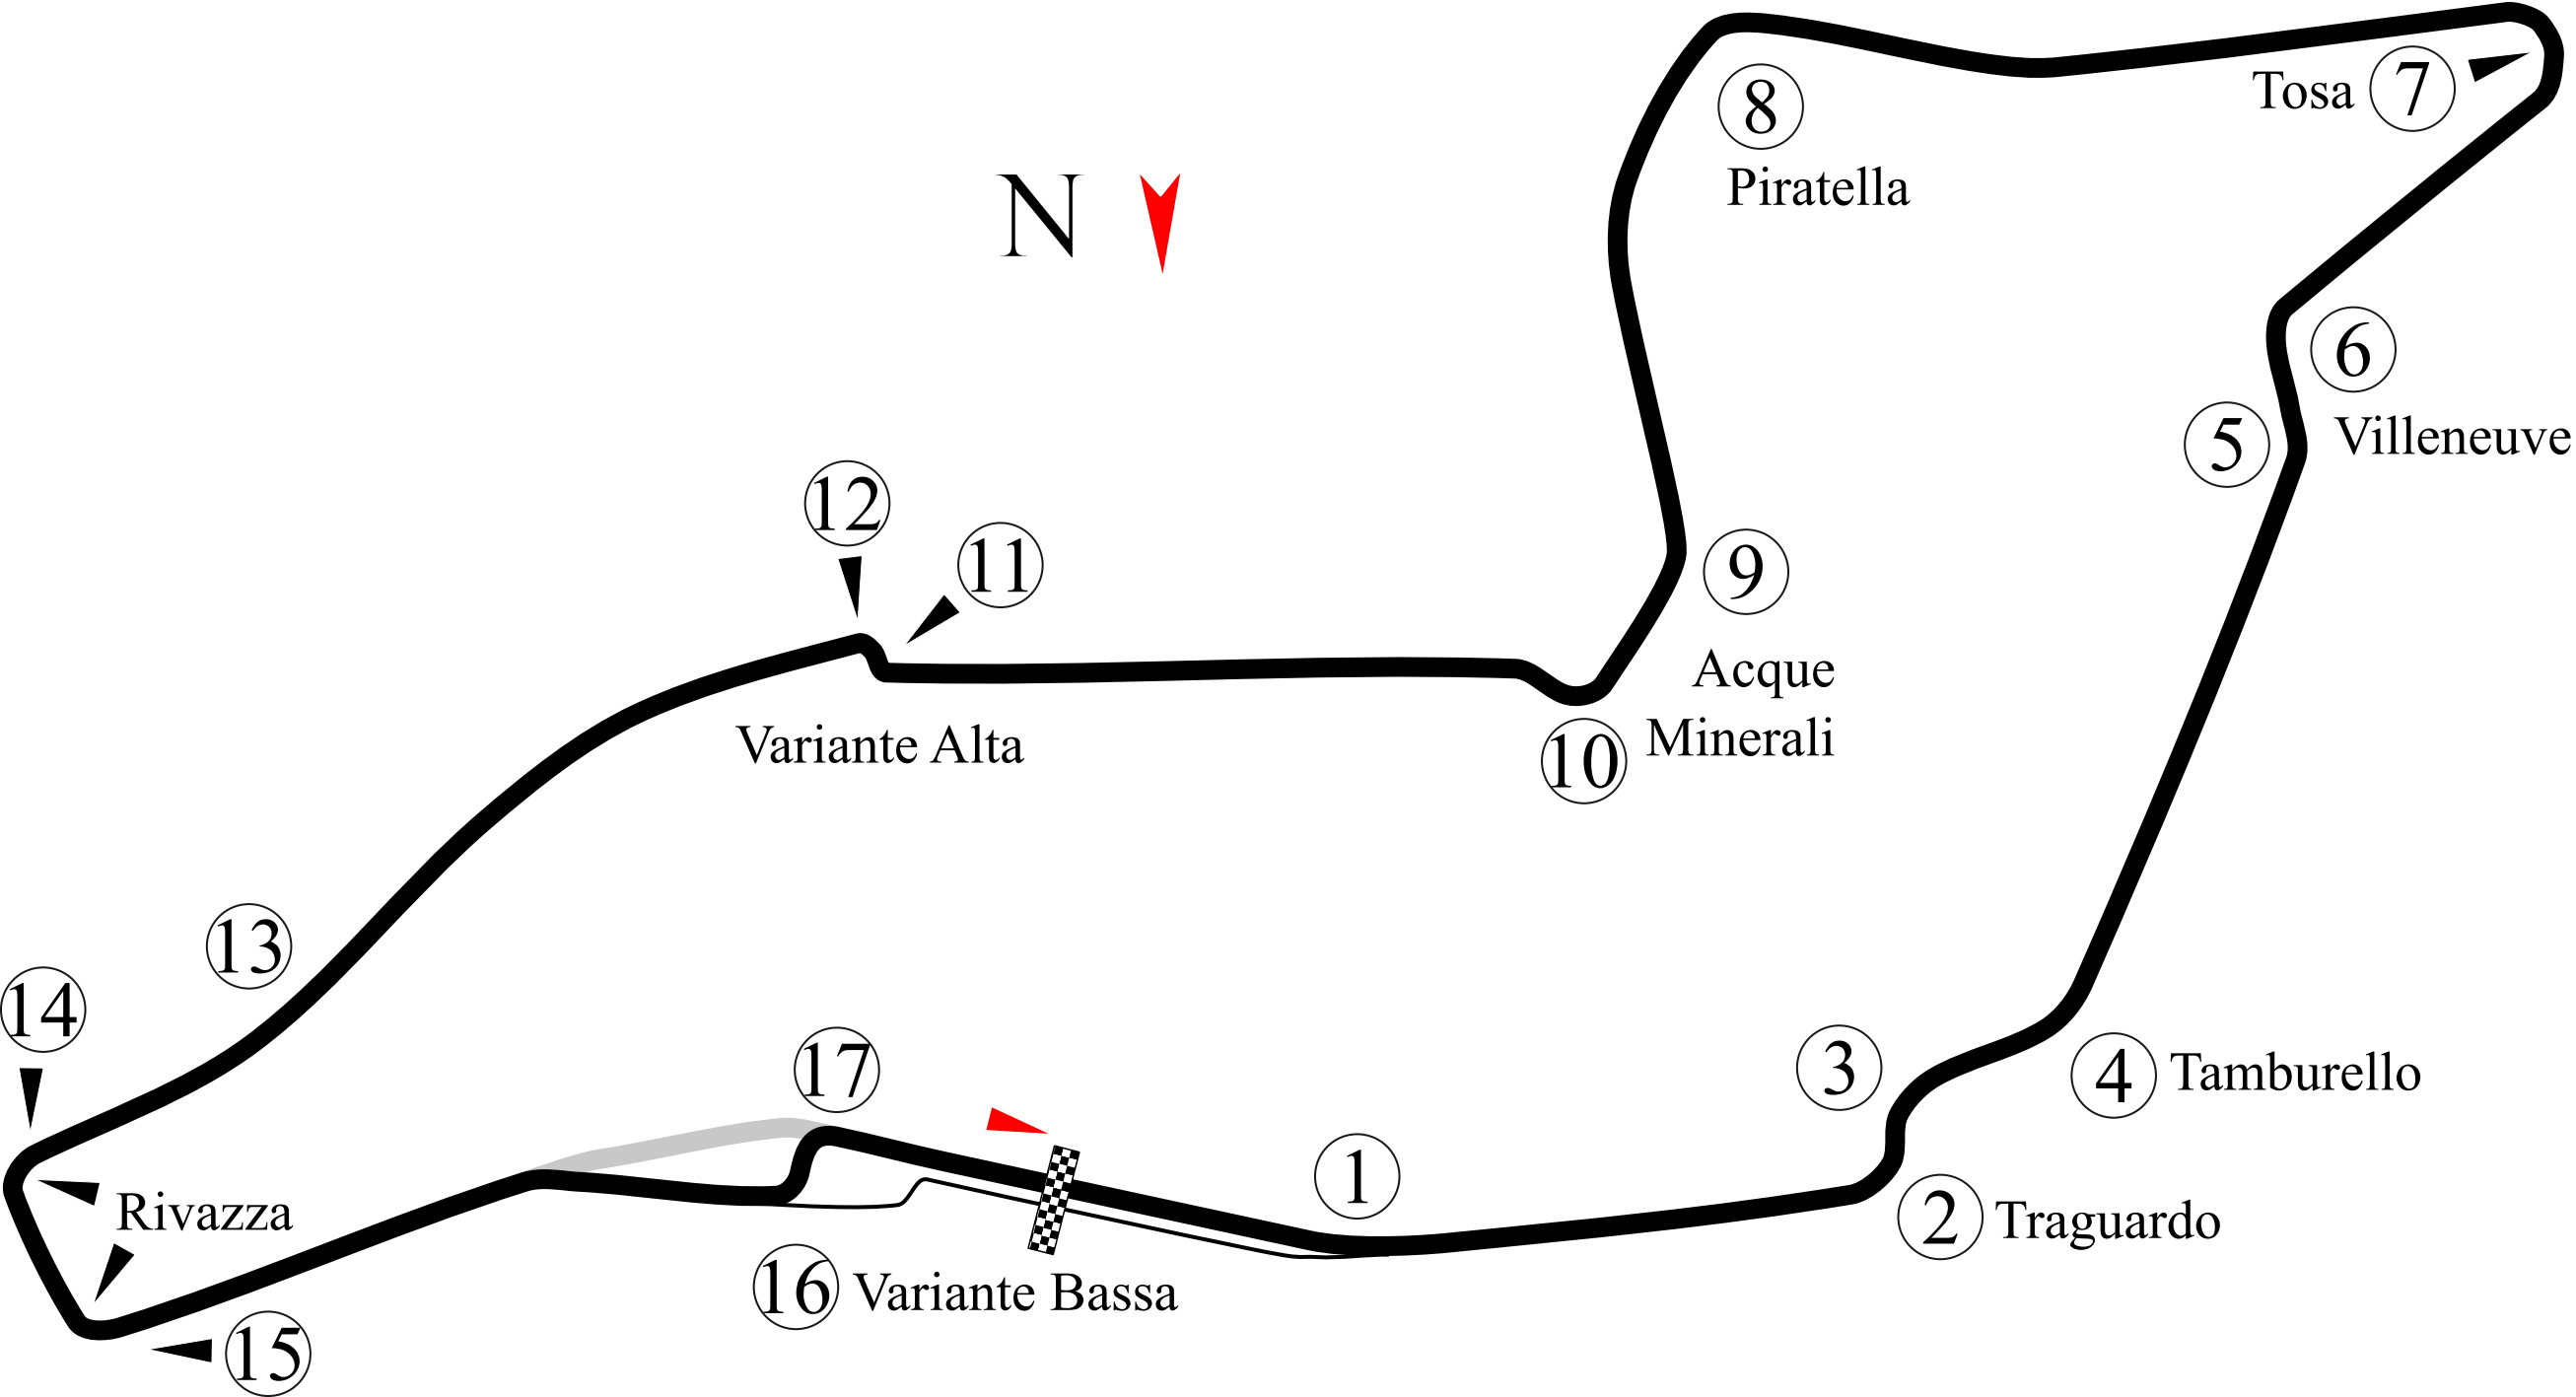 8
Tosa 7
Piratella
N
6
5 Villeneuve
12
11
9
Acque
Minerali
10
Variante Alta
13
14
17
3
4 Tamburello
1
2 Traguardo
Rivazza
16 Variante Bassa
15